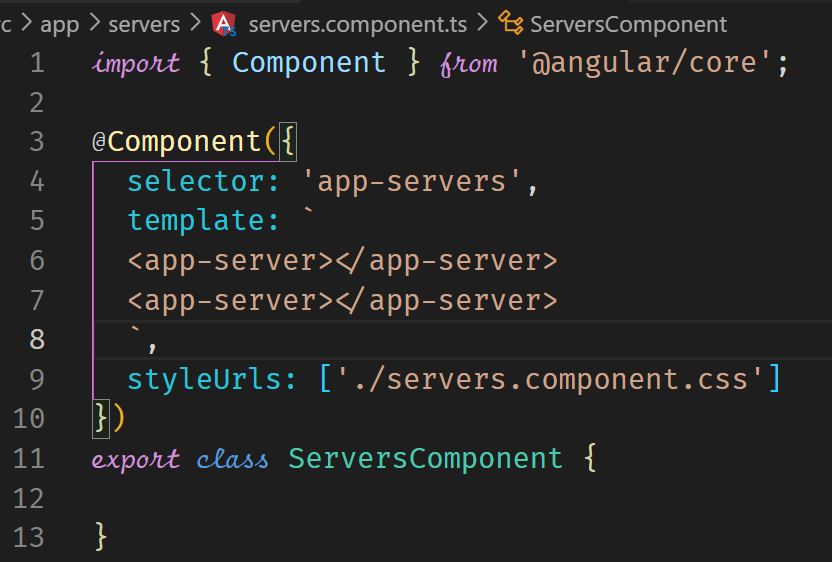 c > app > servers > servers.component.ts > ServersComponent
1 import { Component } from '@angular/core';
2
3 @Component({
4   selector: 'app-servers',
5   template: `
6   <app-server></app-server>
7   <app-server></app-server>
8   `,
9   styleUrls: ['./servers.component.css']
10 })
11 export class ServersComponent {
12
13 }